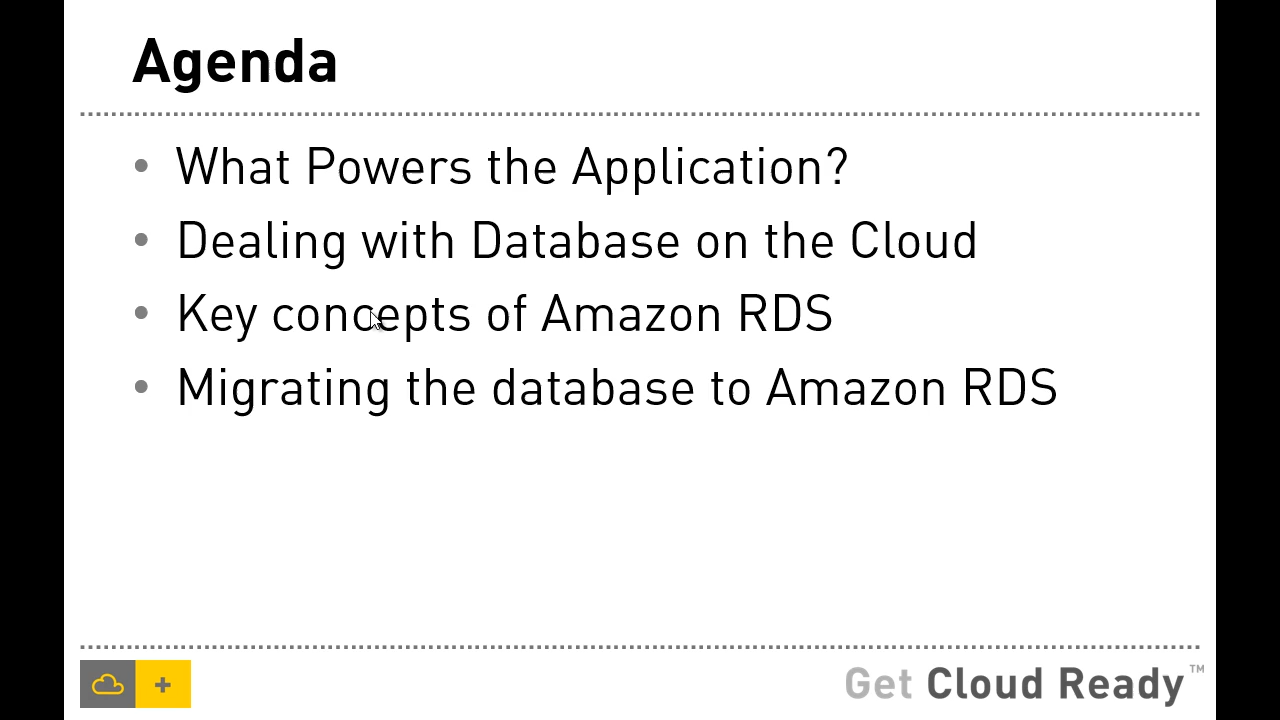 Agenda
• What Powers the Application?
• Dealing with Database on the Cloud
• Key concepts of Amazon RDS
• Migrating the database to Amazon RDS
+
Get Cloud Ready™